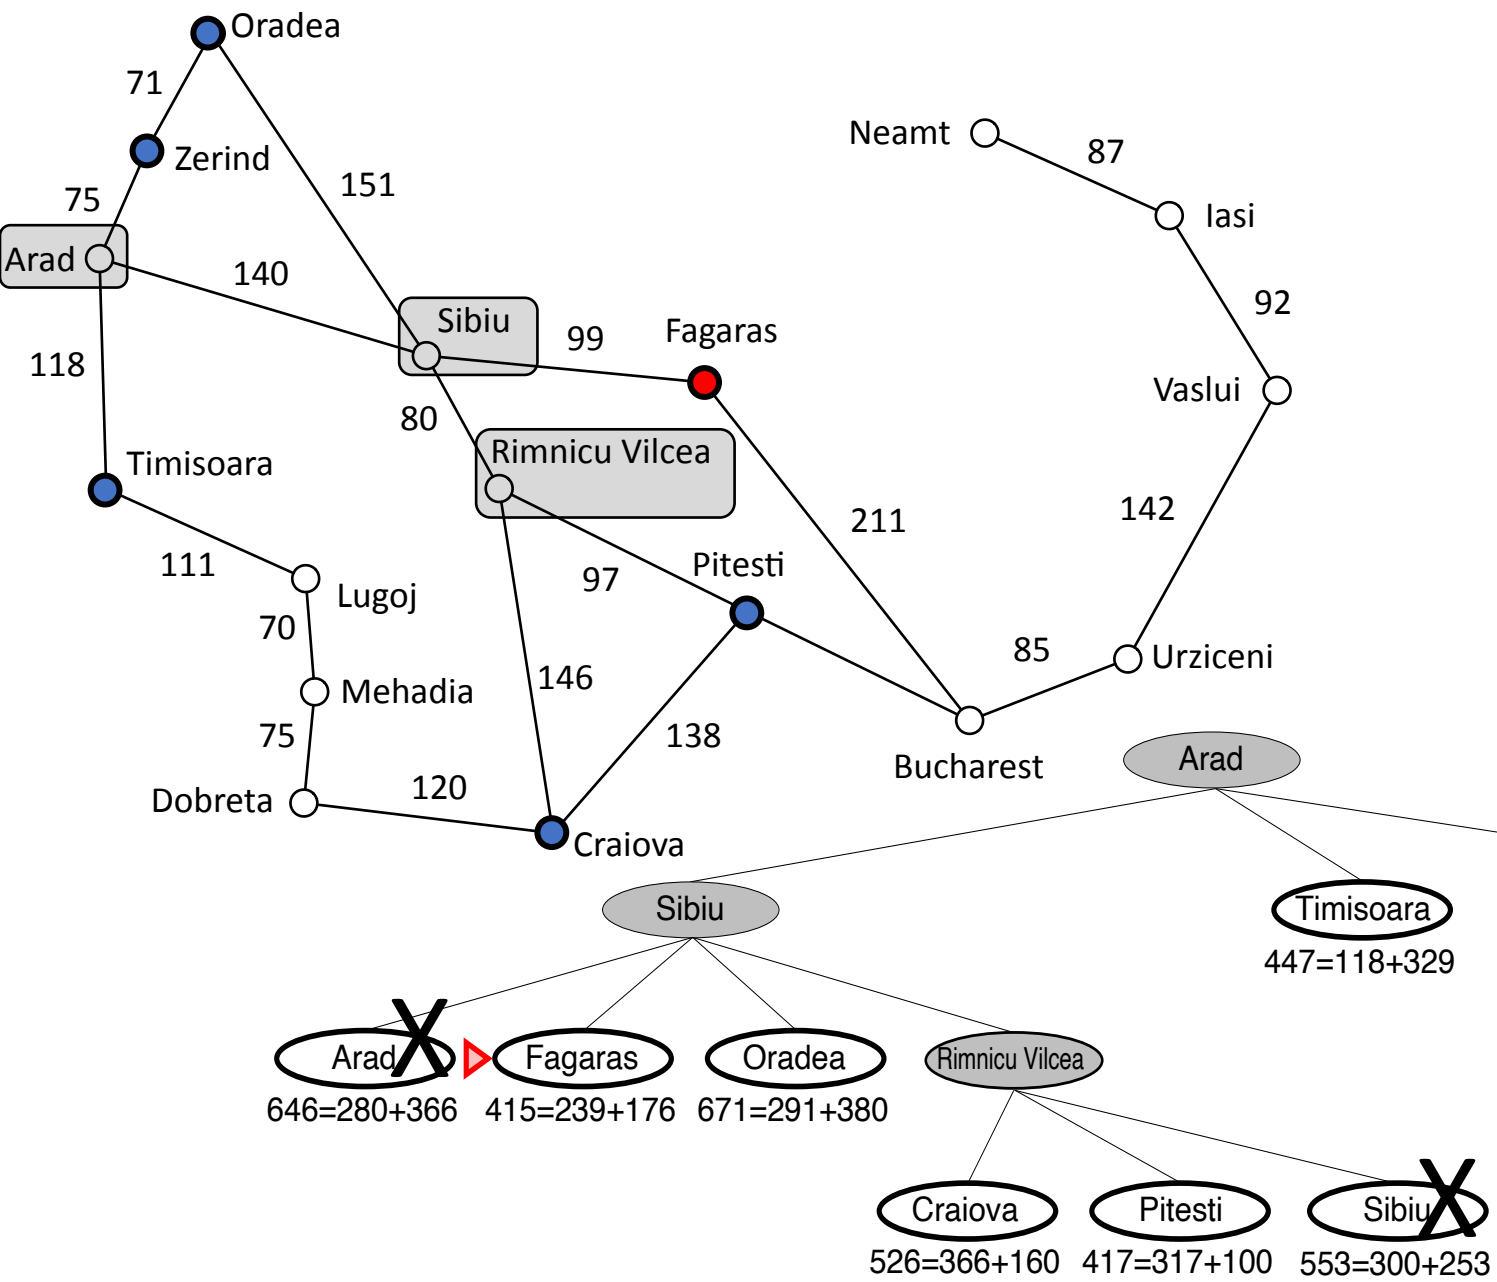 Oradea
71
Neamt
87
Zerind
151
75
Iasi
Arad
140
92
Sibiu
99
Fagaras
118
Vaslui
80
Timisoara
Rimnicu Vilcea
142
211
111
97
Pitesti
Lugoj
70
85
Urziceni
146
Mehadia
75
138
Bucharest
Dobreta
120
Craiova
Arad
Sibiu
Timisoara
447=118+329
X
Arad
Fagaras
Oradea
Rimnicu Vilcea
646=280+366
415=239+176
671=291+380
X
Craiova
Pitesti
Sibiu
526=366+160
417=317+100
553=300+253